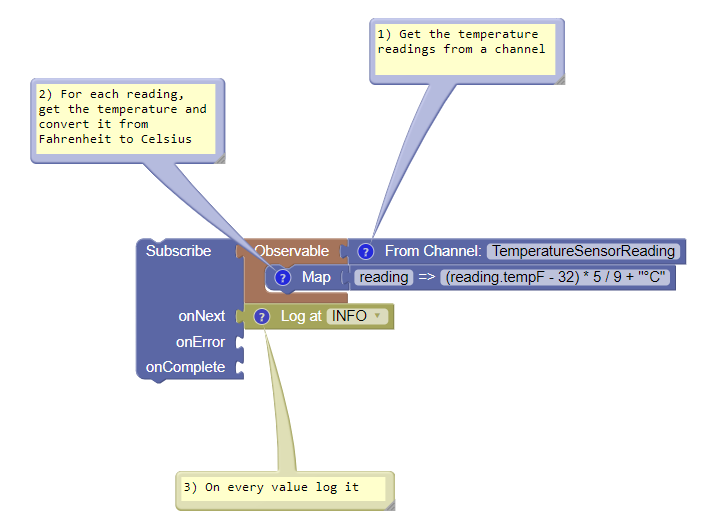 1) Get the temperature
readings from a channel
2) For each reading,
get the temperature and
convert it from
Fahrenheit to Celsius
Subscribe Observable ? From Channel: TemperatureSensorReading
? Map reading => (reading.tempF - 32) * 5 / 9 + "°C"
onNext ? Log at INFO
onError
onComplete
3) On every value log it